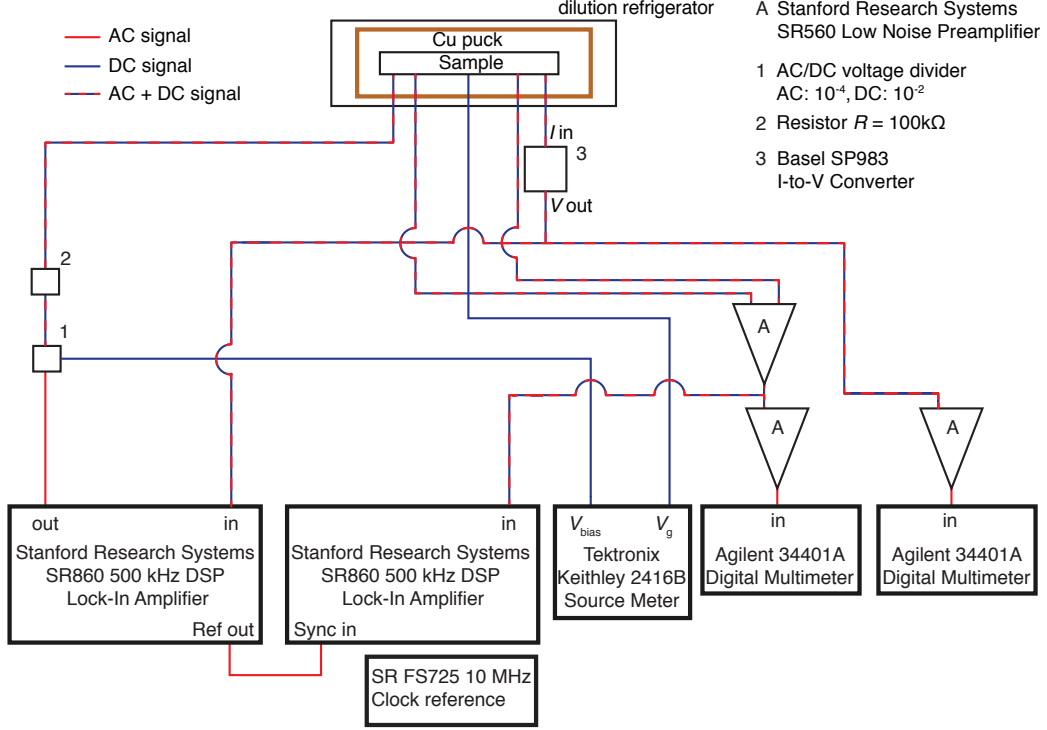 dilution refrigerator
A Stanford Research Systems
SR560 Low Noise Preamplifier
1 AC/DC voltage divider
AC: 10⁻⁴, DC: 10⁻²
2 Resistor R = 100kΩ
3 Basel SP983
I-to-V Converter
AC signal
DC signal
AC + DC signal
Cu puck
Sample
I in
3
V out
2
1
A
A
A
out
in
Stanford Research Systems
SR860 500 kHz DSP
Lock-In Amplifier
Ref out
in
Stanford Research Systems
SR860 500 kHz DSP
Lock-In Amplifier
Sync in
V_bias V_g
Tektronix
Keithley 2416B
Source Meter
in
Agilent 34401A
Digital Multimeter
in
Agilent 34401A
Digital Multimeter
SR FS725 10 MHz
Clock reference